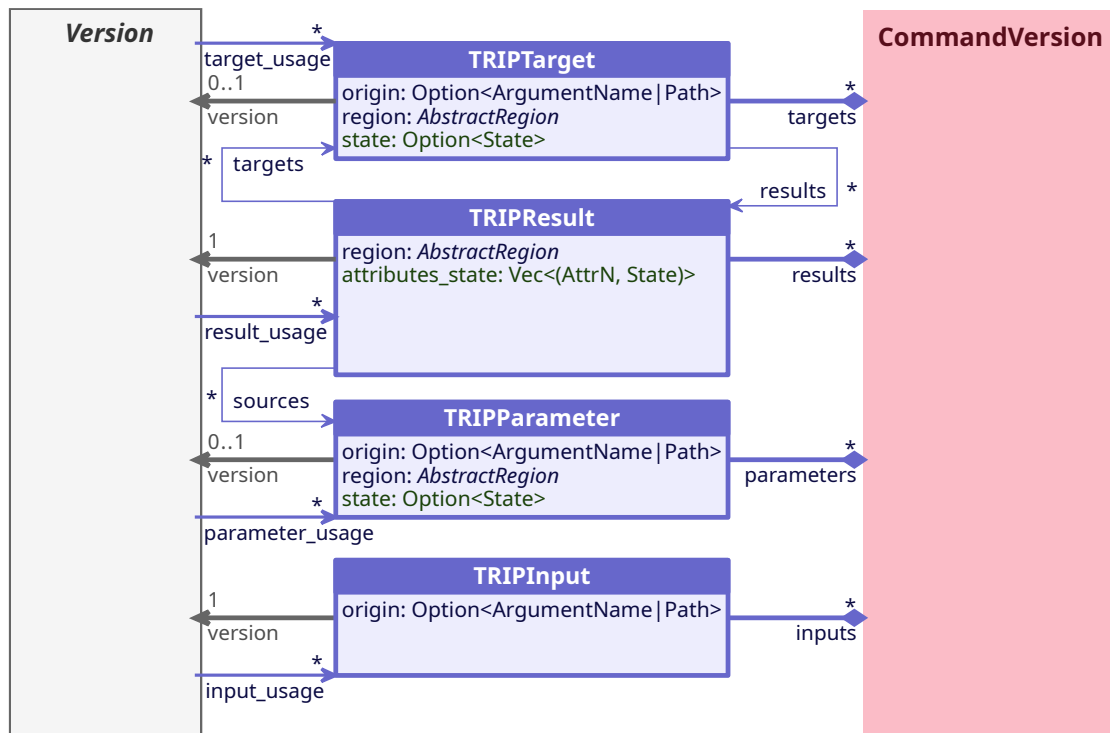 Version
CommandVersion
*
target_usage
TRIPTarget
0..1
version
origin: Option<ArgumentName|Path>
region: AbstractRegion
state: Option<State>
*
targets
*
targets
results
*
TRIPResult
1
version
region: AbstractRegion
attributes_state: Vec<(AttrN, State)>
*
results
*
result_usage
*
sources
TRIPParameter
0..1
version
origin: Option<ArgumentName|Path>
region: AbstractRegion
state: Option<State>
*
parameters
*
parameter_usage
TRIPInput
1
version
origin: Option<ArgumentName|Path>
*
inputs
*
input_usage